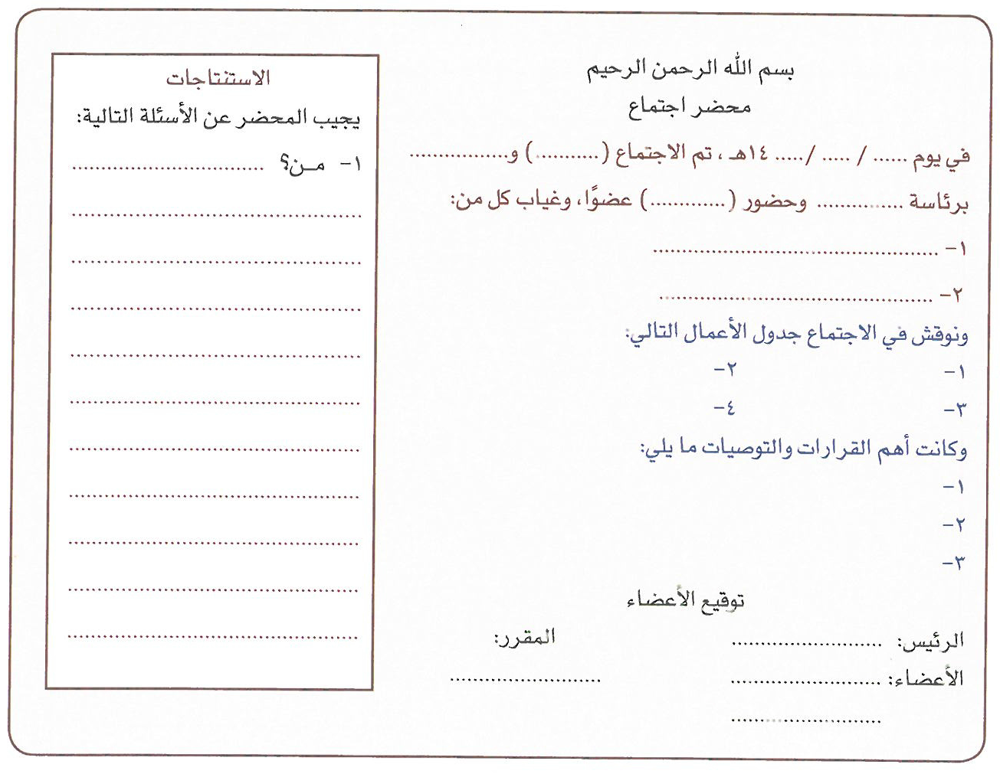 بسم الله الرحمن الرحيم
محضر اجتماع
في يوم ...... / ..... /..... ١٤هـ ، تم الاجتماع (...........) و.................
برئاسة ............... وحضور (.............) عضوًا، وغياب كل من:
١- ..................................................
٢- ................................................
ونوقش في الاجتماع جدول الأعمال التالي:
١- ٢-
٣- ٤-
وكانت أهم القرارات والتوصيات ما يلي:
١-
٢-
٣-
توقيع الأعضاء
الرئيس: .......................... المقرر:
الأعضاء: .......................... ..........................
..........................
الاستنتاجات
يجيب المحضر عن الأسئلة التالية:
١- مـن؟ .................................
..................................................
..................................................
..................................................
..................................................
..................................................
..................................................
..................................................
..................................................
..................................................
..................................................